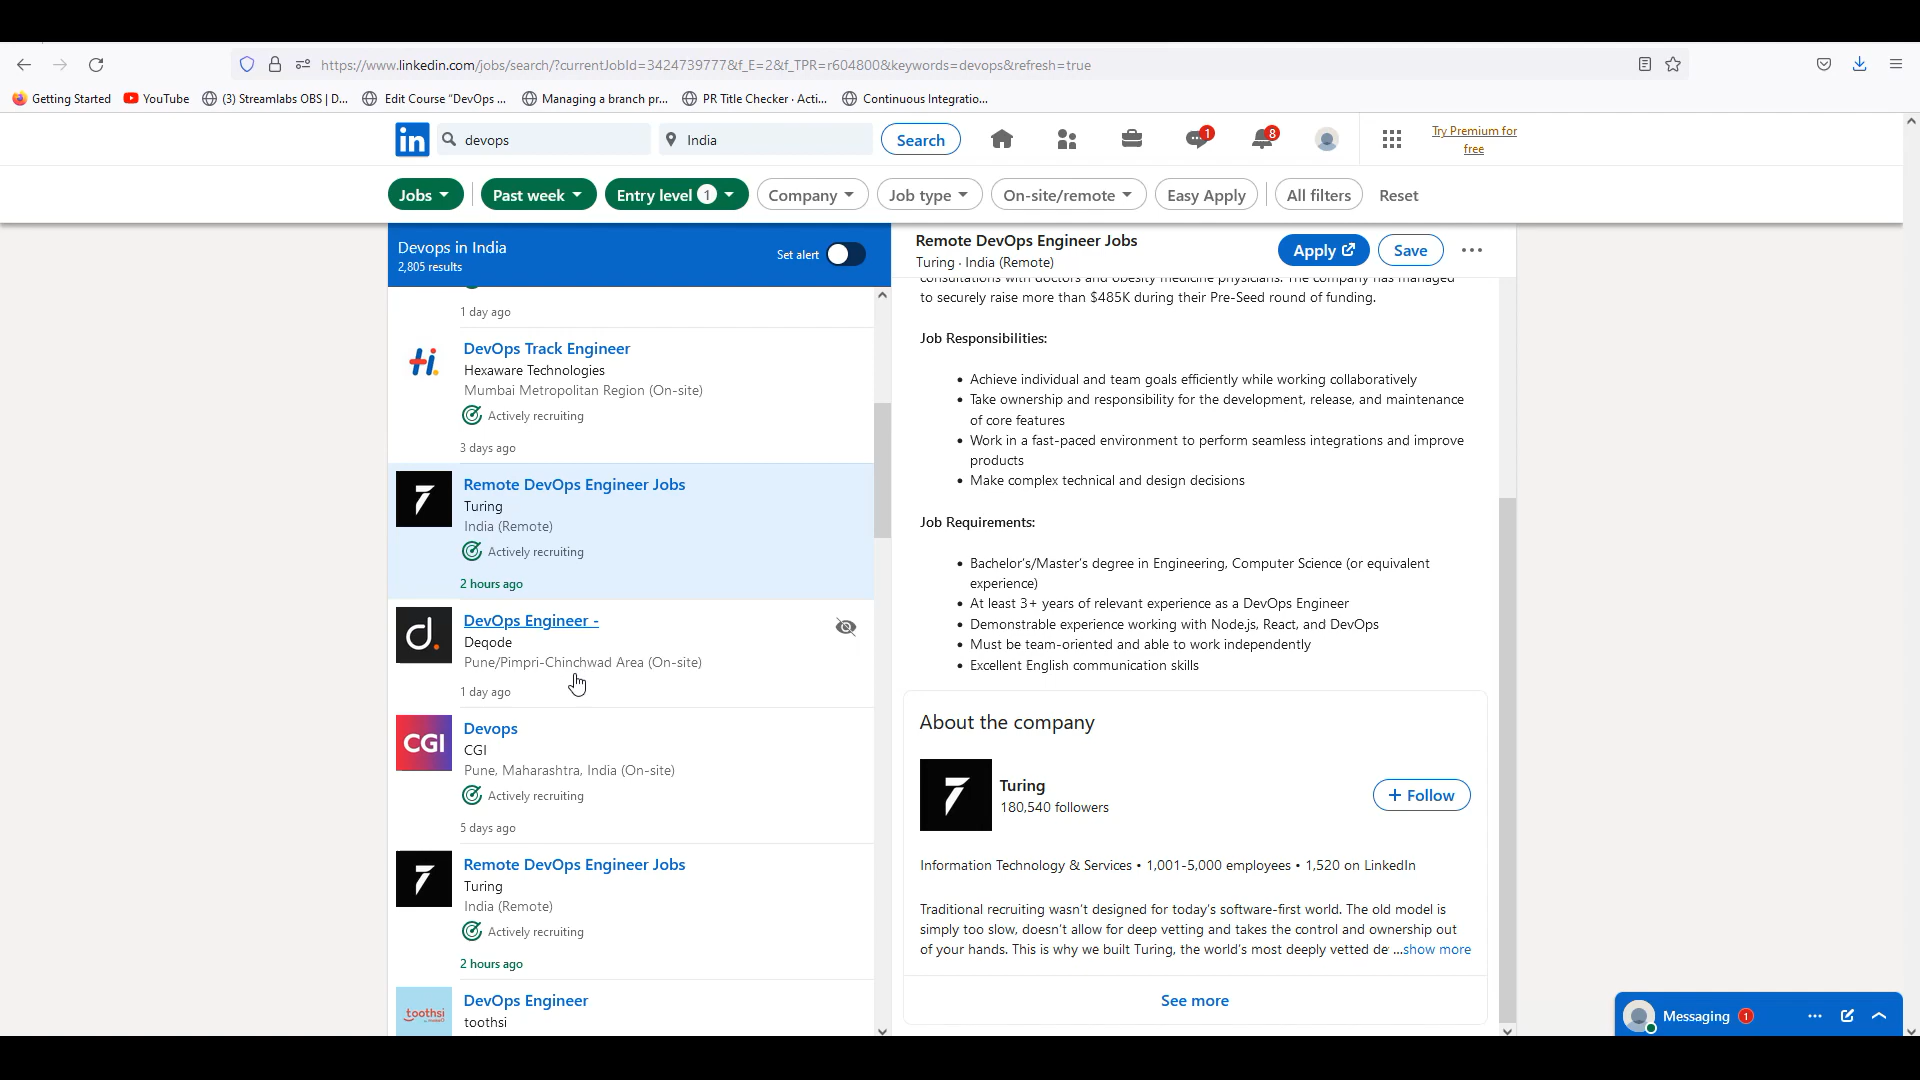 https://www.linkedin.com/jobs/search/?currentJobId=3424739777&f_E=2&f_TPR=r604800&keywords=devops&refresh=true
Getting Started
YouTube
(3) Streamlabs OBS | D...
Edit Course "DevOps ...
Managing a branch pr...
PR Title Checker · Acti...
Continuous Integratio...
in
devops
India
Search
1
8
Try Premium for
free
Jobs
Past week
Entry level 1
Company
Job type
On-site/remote
Easy Apply
All filters
Reset
Devops in India
2,805 results
Set alert
1 day ago
Hi.
DevOps Track Engineer
Hexaware Technologies
Mumbai Metropolitan Region (On-site)
Actively recruiting
3 days ago
Remote DevOps Engineer Jobs
Turing
India (Remote)
Actively recruiting
2 hours ago
d.
DevOps Engineer -
Deqode
Pune/Pimpri-Chinchwad Area (On-site)
1 day ago
CGI
Devops
CGI
Pune, Maharashtra, India (On-site)
Actively recruiting
5 days ago
Remote DevOps Engineer Jobs
Turing
India (Remote)
Actively recruiting
2 hours ago
toothsi
DevOps Engineer
toothsi
Remote DevOps Engineer Jobs
Turing · India (Remote)
Apply
Save
consultations with doctors and obesity medicine physicians. The company has managed
to securely raise more than $485K during their Pre-Seed round of funding.
Job Responsibilities:
• Achieve individual and team goals efficiently while working collaboratively
• Take ownership and responsibility for the development, release, and maintenance
of core features
• Work in a fast-paced environment to perform seamless integrations and improve
products
• Make complex technical and design decisions
Job Requirements:
• Bachelor's/Master's degree in Engineering, Computer Science (or equivalent
experience)
• At least 3+ years of relevant experience as a DevOps Engineer
• Demonstrable experience working with Node.js, React, and DevOps
• Must be team-oriented and able to work independently
• Excellent English communication skills
About the company
Turing
180,540 followers
+ Follow
Information Technology & Services • 1,001-5,000 employees • 1,520 on LinkedIn
Traditional recruiting wasn't designed for today's software-first world. The old model is
simply too slow, doesn't allow for deep vetting and takes the control and ownership out
of your hands. This is why we built Turing, the world's most deeply vetted de ...show more
See more
Messaging 1